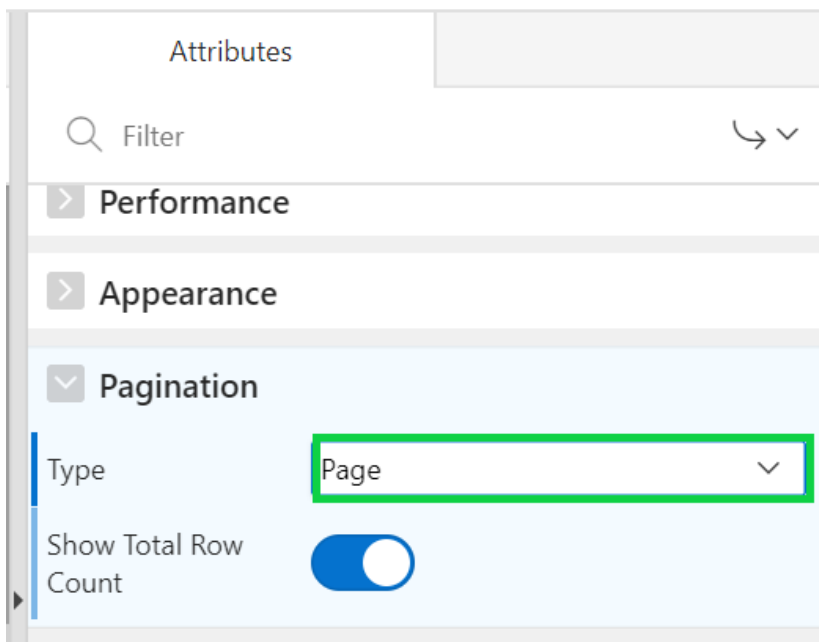 Attributes
Filter
Performance
Appearance
Pagination
Type
Page
Show Total Row
Count